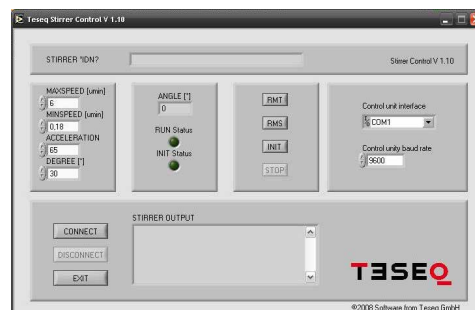 Teseq Stirrer Control V 1.10
STIRRER *IDN?
Stirrer Control V 1.10
MAXSPEED [umin]
6
MINSPEED [umin]
0,18
ACCELERATION
65
DEGREE [°]
30
ANGLE [°]
0
RUN Status
INIT Status
RMT
RMS
INIT
STOP
Control unit interface
COM1
Control unity baud rate
9600
CONNECT
DISCONNECT
EXIT
STIRRER OUTPUT
TESEQ
©2008 Software from Teseq GmbH